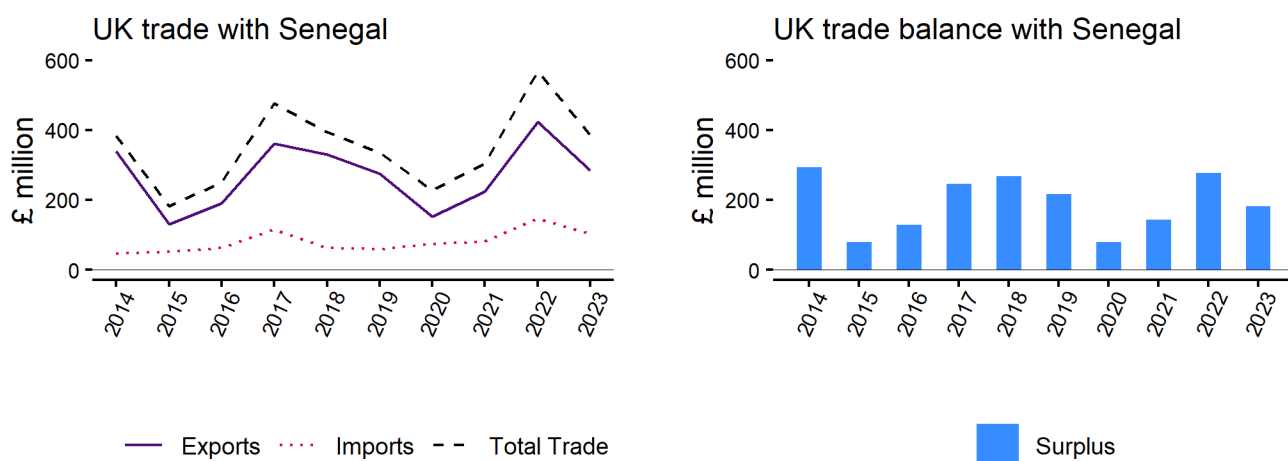 UK trade with Senegal
£ million
600
400
200
0
2014 2015 2016 2017 2018 2019 2020 2021 2022 2023
Exports Imports Total Trade
UK trade balance with Senegal
£ million
600
400
200
0
2014 2015 2016 2017 2018 2019 2020 2021 2022 2023
Surplus